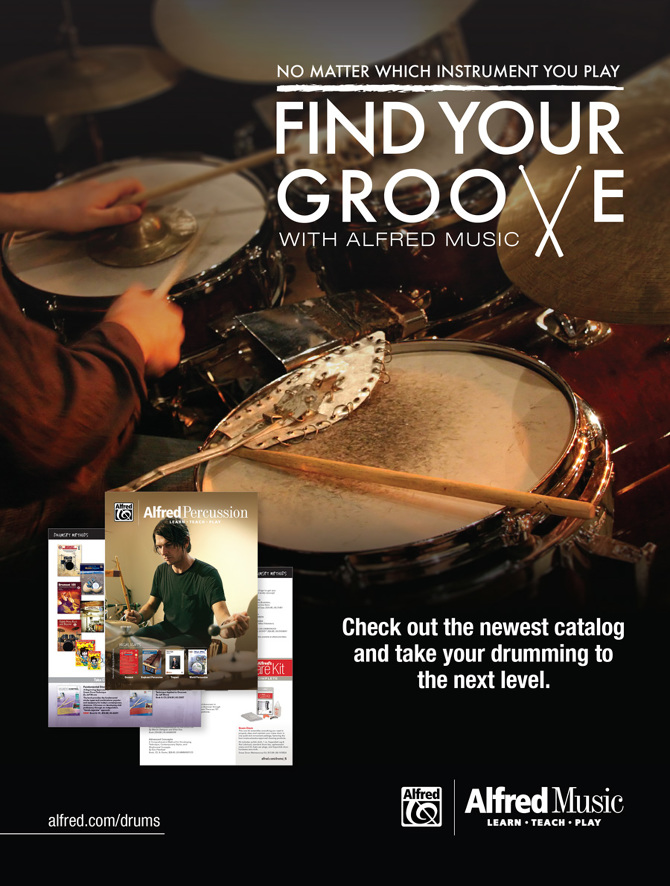 NO MATTER WHICH INSTRUMENT YOU PLAY
FIND YOUR
GROOVE
WITH ALFRED MUSIC
Alfred
Alfred Percussion
LEARN • TEACH • PLAY
Check out the newest catalog
and take your drumming to
the next level.
alfred.com/drums
Alfred
Alfred Music
LEARN • TEACH • PLAY